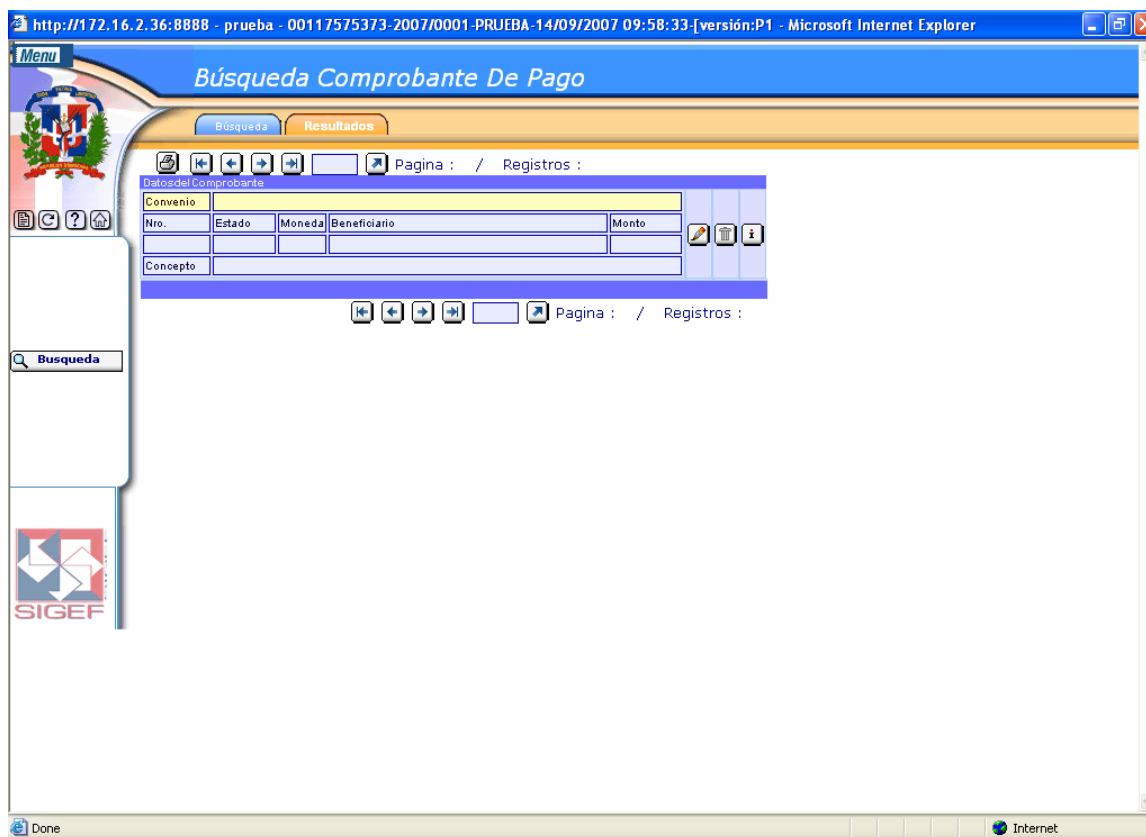 http://172.16.2.36:8888 - prueba - 00117575373-2007/0001-PRUEBA-14/09/2007 09:58:33-[versión:P1 - Microsoft Internet Explorer
Menu
Búsqueda Comprobante De Pago
Búsqueda Resultados
Pagina : / Registros :
Datos del Comprobante
Convenio
Nro. Estado Moneda Beneficiario Monto
Concepto
Pagina : / Registros :
Busqueda
SIGEF
Done Internet